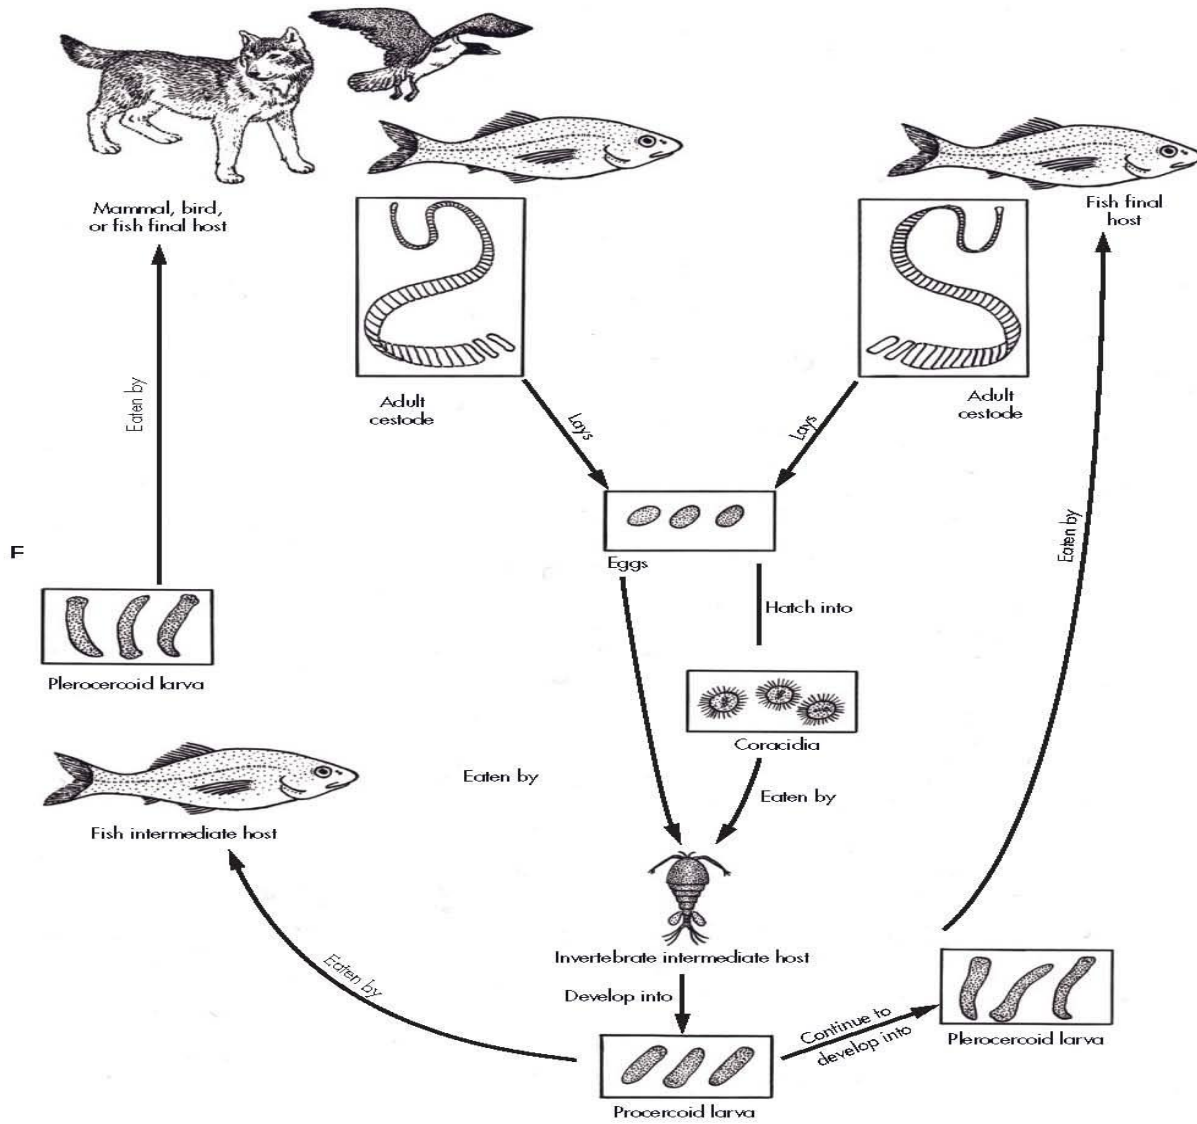 Mammal, bird,
or fish final host
Fish final
host
Eaten by
Adult
cestode
Lays
Lays
Adult
cestode
Eaten by
F
Eggs
Hatch into
Plerocercoid larva
Coracidia
Eaten by
Eaten by
Fish intermediate host
Invertebrate intermediate host
Eaten by
Develop into
Continue to
develop into
Plerocercoid larva
Procercoid larva